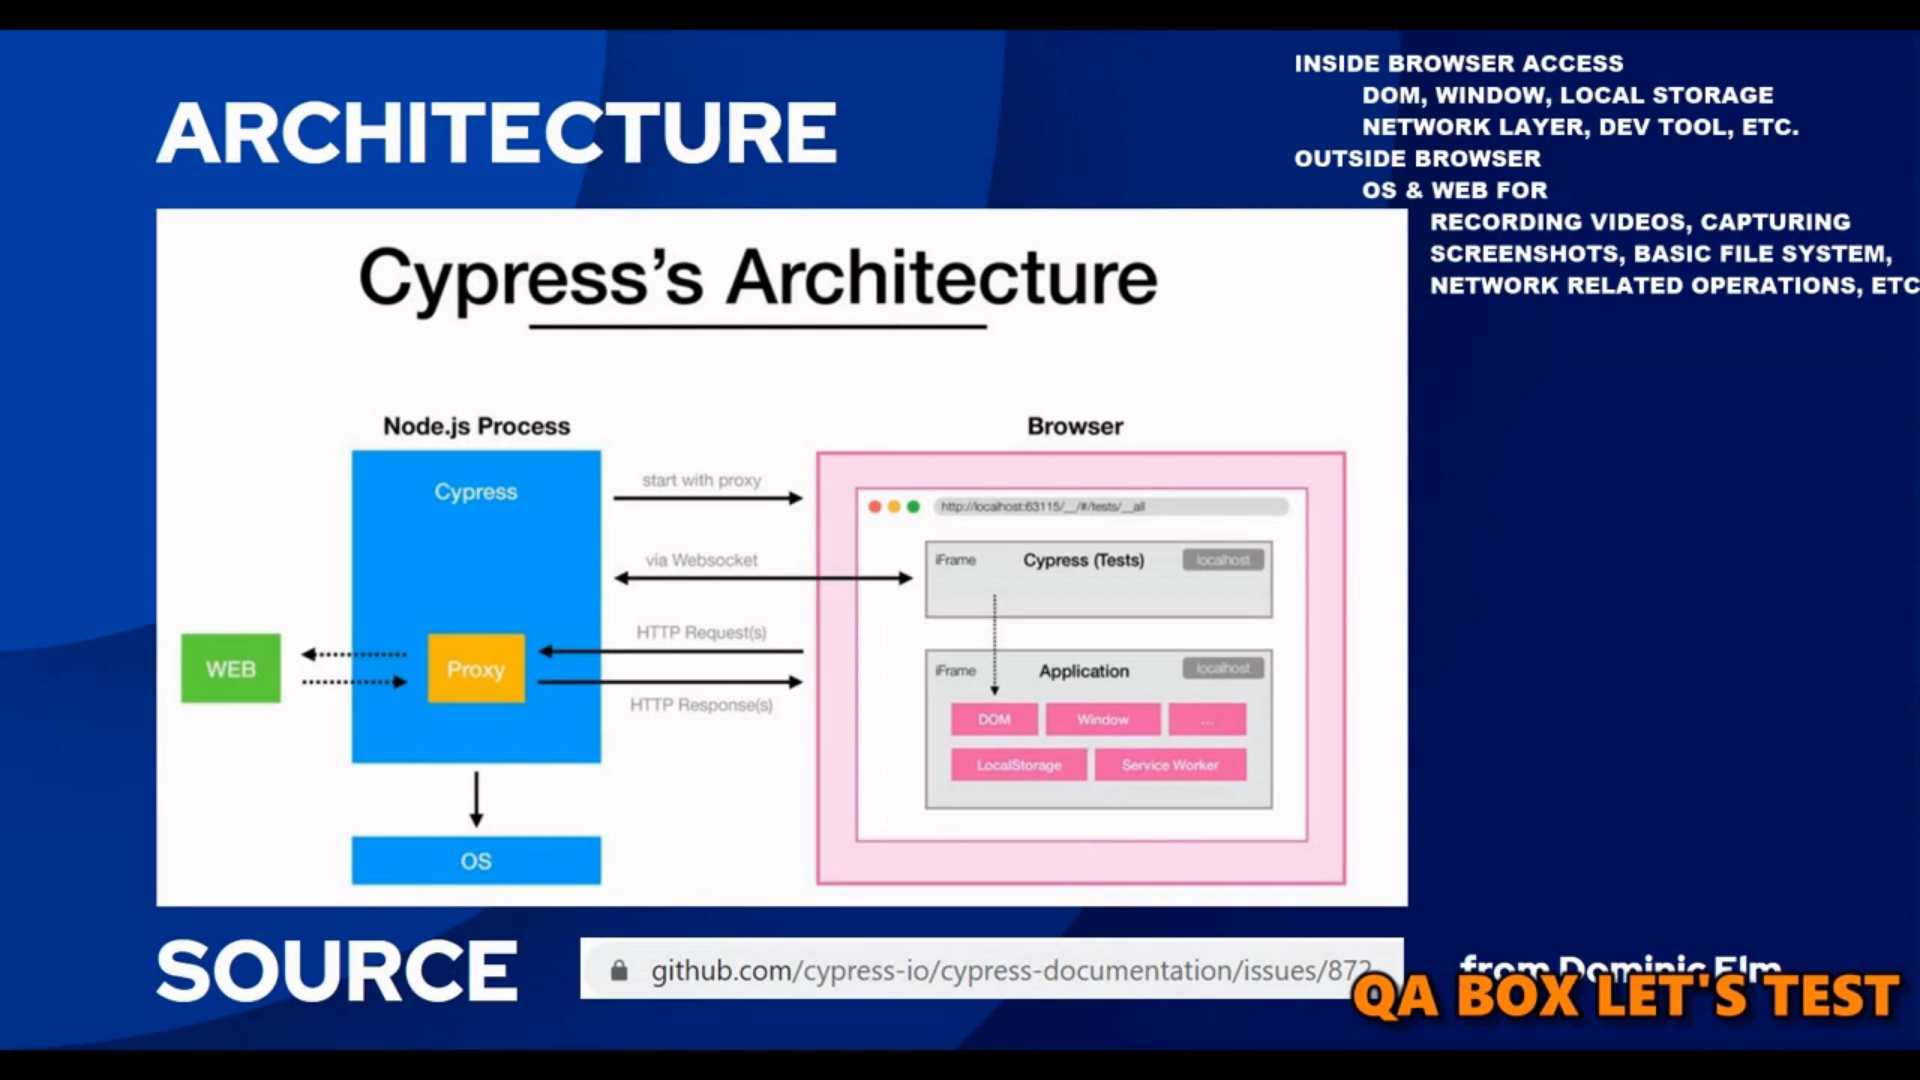 ARCHITECTURE
INSIDE BROWSER ACCESS
DOM, WINDOW, LOCAL STORAGE
NETWORK LAYER, DEV TOOL, ETC.
OUTSIDE BROWSER
OS & WEB FOR
RECORDING VIDEOS, CAPTURING
SCREENSHOTS, BASIC FILE SYSTEM,
NETWORK RELATED OPERATIONS, ETC
Cypress's Architecture
Node.js Process
Browser
Cypress
start with proxy
http://localhost:63115/__/#/tests/__all
via Websocket
iFrame
Cypress (Tests)
localhost
WEB
Proxy
HTTP Request(s)
HTTP Response(s)
iFrame
Application
localhost
DOM
Window
...
LocalStorage
Service Worker
OS
SOURCE
github.com/cypress-io/cypress-documentation/issues/872
from Dominic Elm
QA BOX LET'S TEST